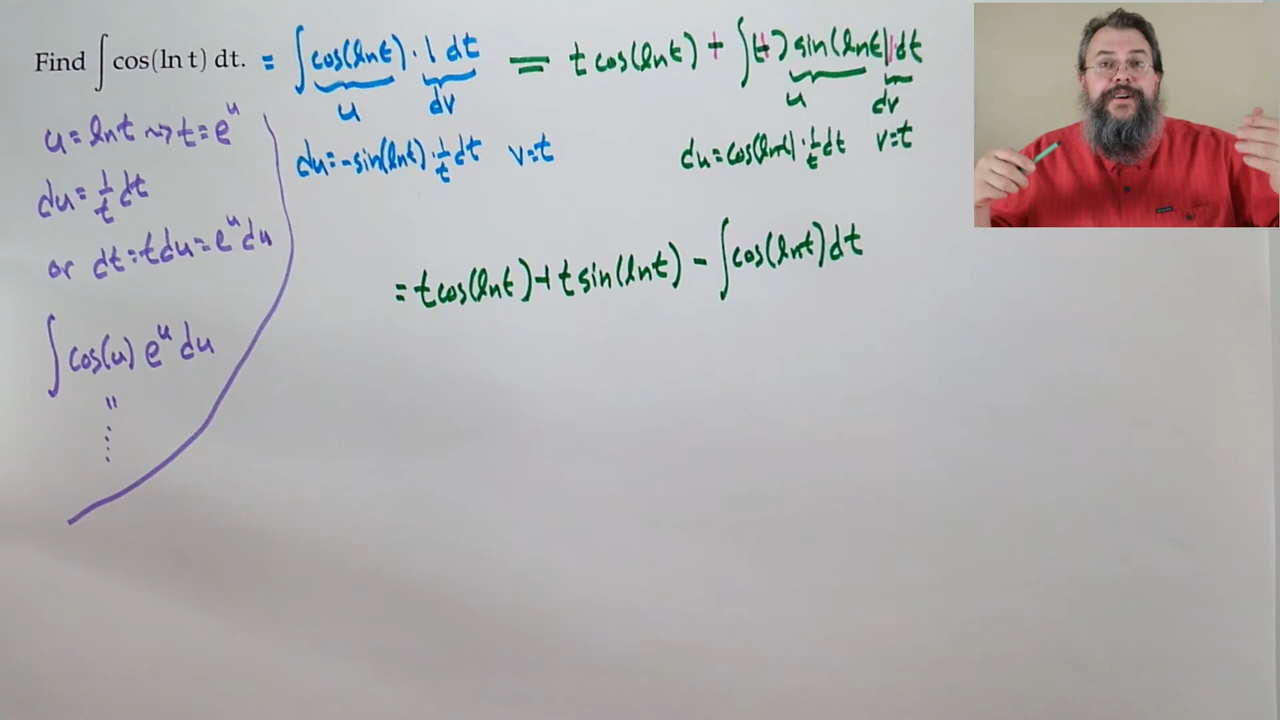 Find ∫ cos(ln t) dt. = ∫ cos(ln t) · 1 dt = t cos(ln t) + ∫ (+) sin(ln t) 1 dt
u dv u dv
du = -sin(ln t) · 1/t dt v = t du = cos(ln t) · 1/t dt v = t
u = ln t ⇝ t = e^u
du = 1/t dt
or dt = t du = e^u du
∫ cos(u) e^u du
"
⋮
= t cos(ln t) + t sin(ln t) - ∫ cos(ln t) dt